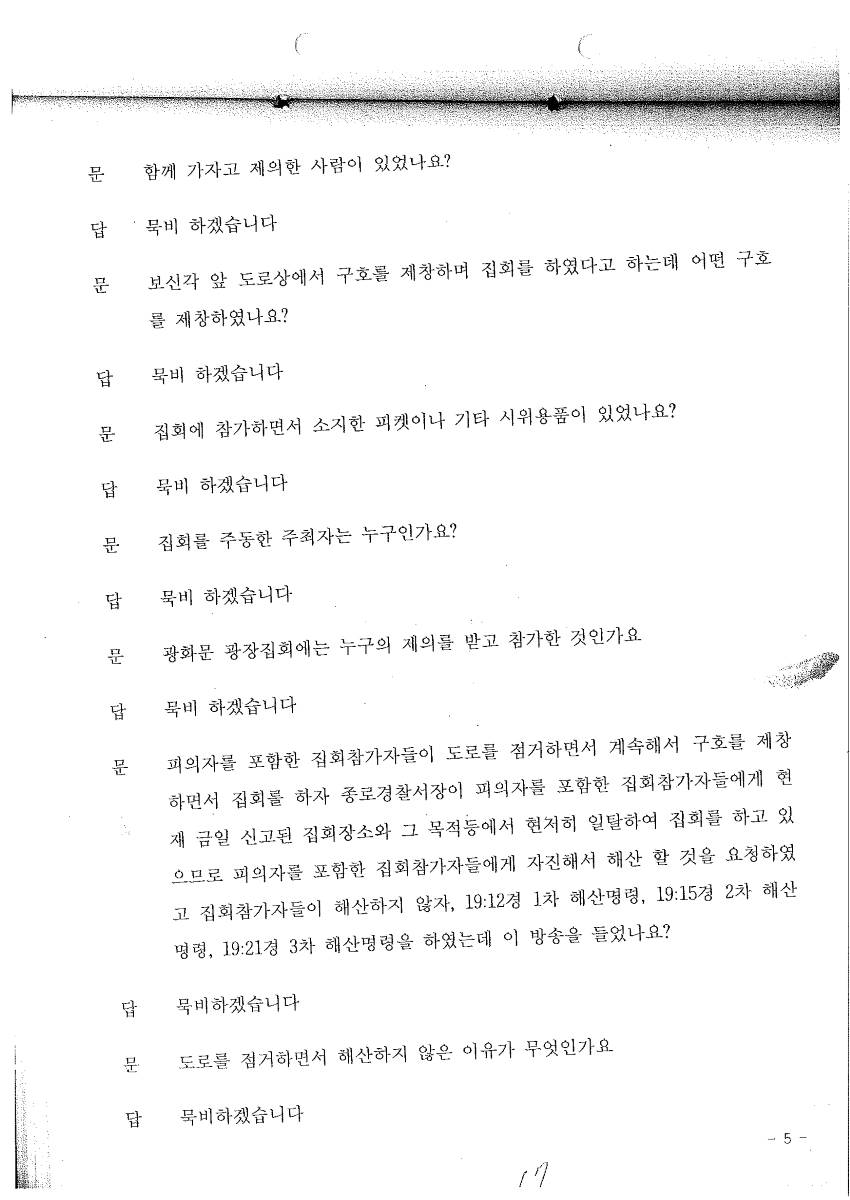 문 함께 가자고 제의한 사람이 있었나요?
답 묵비 하겠습니다
문 보신각 앞 도로상에서 구호를 제창하며 집회를 하였다고 하는데 어떤 구호
를 제창하였나요?
답 묵비 하겠습니다
문 집회에 참가하면서 소지한 피켓이나 기타 시위용품이 있었나요?
답 묵비 하겠습니다
문 집회를 주동한 주최자는 누구인가요?
답 묵비 하겠습니다
문 광화문 광장집회에는 누구의 제의를 받고 참가한 것인가요
답 묵비 하겠습니다
문 피의자를 포함한 집회참가자들이 도로를 점거하면서 계속해서 구호를 제창
하면서 집회를 하자 종로경찰서장이 피의자를 포함한 집회참가자들에게 현
재 금일 신고된 집회장소와 그 목적등에서 현저히 일탈하여 집회를 하고 있
으므로 피의자를 포함한 집회참가자들에게 자진해서 해산 할 것을 요청하였
고 집회참가자들이 해산하지 않자, 19:12경 1차 해산명령, 19:15경 2차 해산
명령, 19:21경 3차 해산명령을 하였는데 이 방송을 들었나요?
답 묵비하겠습니다
문 도로를 점거하면서 해산하지 않은 이유가 무엇인가요
답 묵비하겠습니다
- 5 -
17